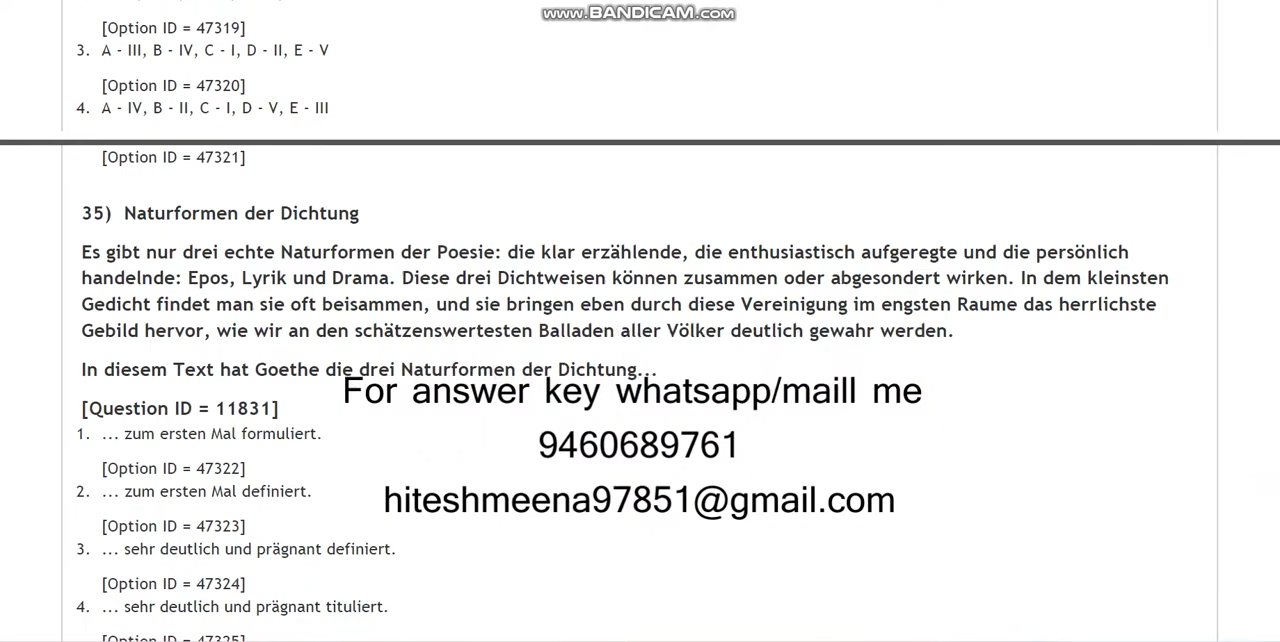 www.BANDICAM.com
[Option ID = 47319]
3. A - III, B - IV, C - I, D - II, E - V
[Option ID = 47320]
4. A - IV, B - II, C - I, D - V, E - III
[Option ID = 47321]
35) Naturformen der Dichtung
Es gibt nur drei echte Naturformen der Poesie: die klar erzählende, die enthusiastisch aufgeregte und die persönlich
handelnde: Epos, Lyrik und Drama. Diese drei Dichtweisen können zusammen oder abgesondert wirken. In dem kleinsten
Gedicht findet man sie oft beisammen, und sie bringen eben durch diese Vereinigung im engsten Raume das herrlichste
Gebild hervor, wie wir an den schätzenswertesten Balladen aller Völker deutlich gewahr werden.
In diesem Text hat Goethe die drei Naturformen der Dichtung...
For answer key whatsapp/maill me
[Question ID = 11831]
1. ... zum ersten Mal formuliert.
9460689761
[Option ID = 47322]
2. ... zum ersten Mal definiert.
hiteshmeena97851@gmail.com
[Option ID = 47323]
3. ... sehr deutlich und prägnant definiert.
[Option ID = 47324]
4. ... sehr deutlich und prägnant tituliert.
[Option ID = 47325]